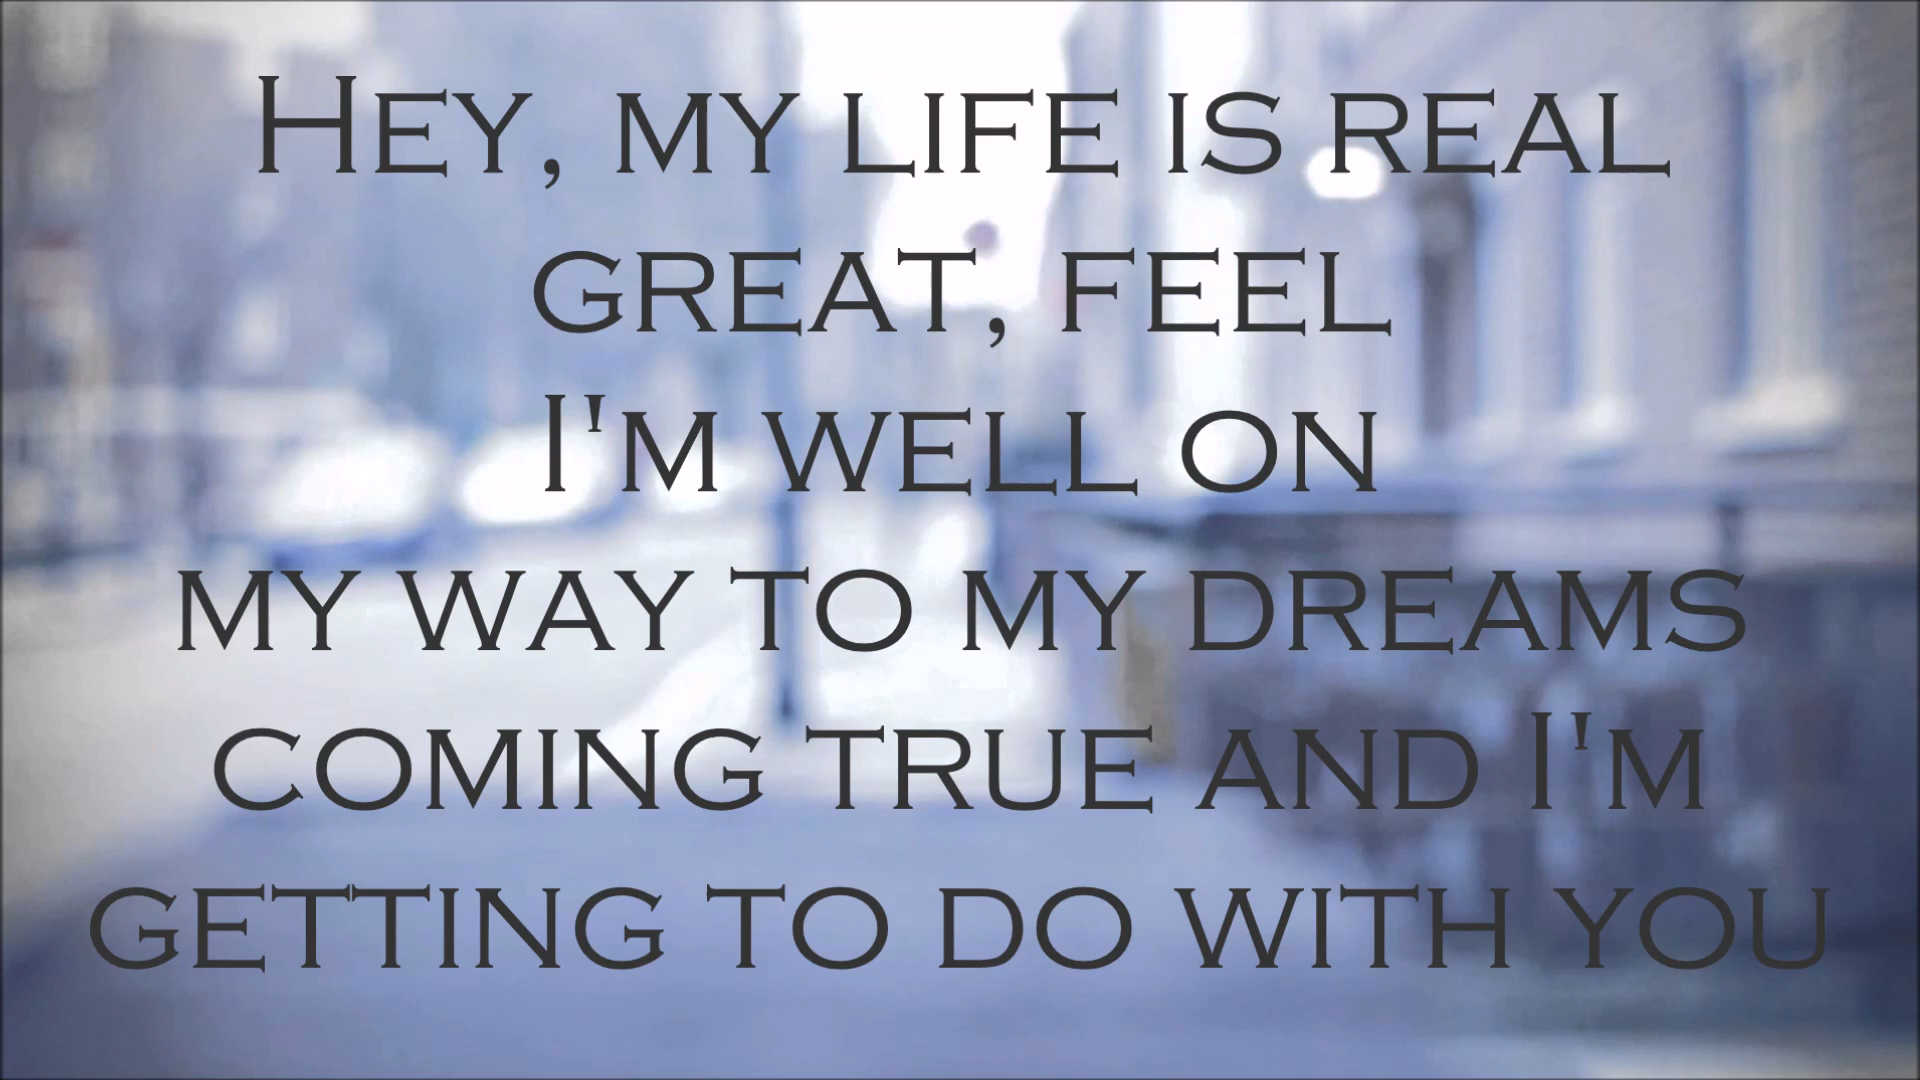 Hey, my life is real
great, feel
I'm well on
my way to my dreams
coming true and I'm
getting to do with you